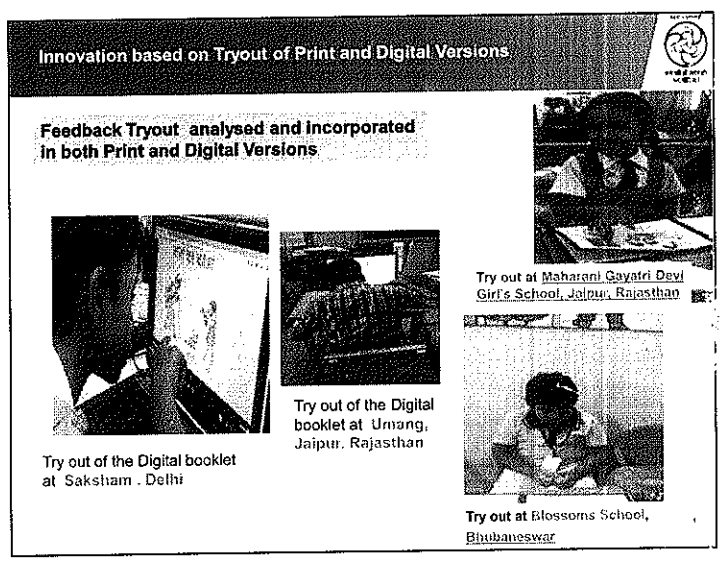 Innovation based on Tryout of Print and Digital Versions
Feedback Tryout analysed and incorporated
in both Print and Digital Versions
Try out at Maharani Gayatri Devi
Girl's School, Jaipur, Rajasthan
Try out of the Digital
booklet at Umang,
Jaipur, Rajasthan
Try out of the Digital booklet
at Saksham , Delhi
Try out at Blossoms School,
Bhubaneswar